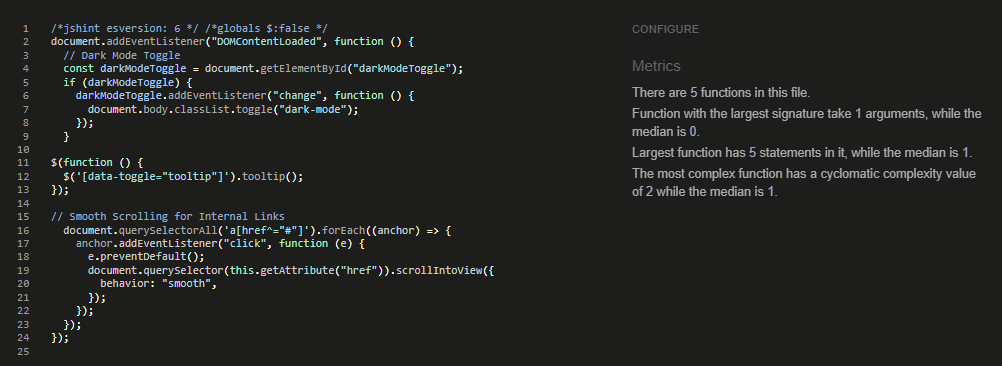 1 /*jshint esversion: 6 */ /*globals $:false */
2 document.addEventListener("DOMContentLoaded", function () {
3 // Dark Mode Toggle
4 const darkModeToggle = document.getElementById("darkModeToggle");
5 if (darkModeToggle) {
6 darkModeToggle.addEventListener("change", function () {
7 document.body.classList.toggle("dark-mode");
8 });
9 }
10
11 $(function () {
12 $('[data-toggle="tooltip"]').tooltip();
13 });
14
15 // Smooth Scrolling for Internal Links
16 document.querySelectorAll('a[href^="#"]').forEach((anchor) => {
17 anchor.addEventListener("click", function (e) {
18 e.preventDefault();
19 document.querySelector(this.getAttribute("href")).scrollIntoView({
20 behavior: "smooth",
21 });
22 });
23 });
24 });
25
CONFIGURE
Metrics
There are 5 functions in this file.
Function with the largest signature take 1 arguments, while the
median is 0.
Largest function has 5 statements in it, while the median is 1.
The most complex function has a cyclomatic complexity value
of 2 while the median is 1.